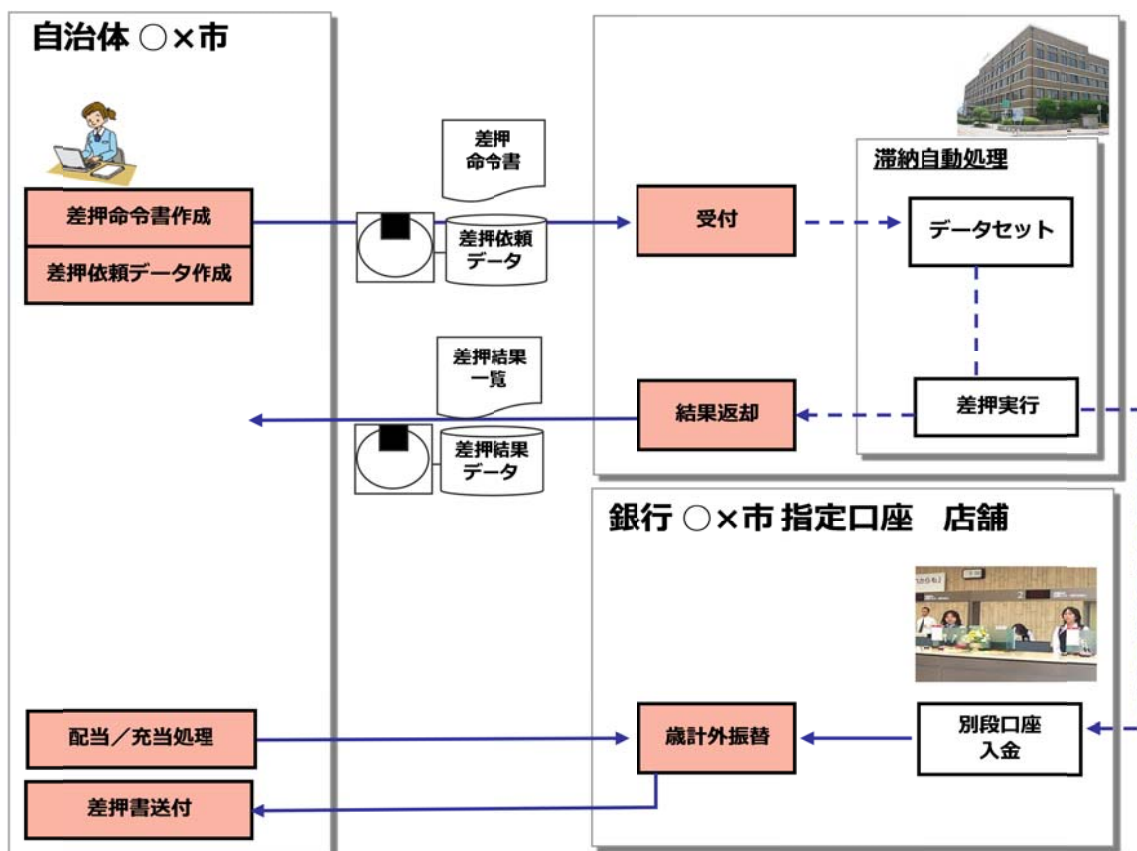 自治体 ○×市
差押命令書作成
差押依頼データ作成
差押
命令書
差押依頼
データ
受付
滞納自動処理
データセット
差押実行
結果返却
差押結果
一覧
差押結果
データ
銀行 ○×市 指定口座　店舗
配当／充当処理
歳計外振替
別段口座
入金
差押書送付